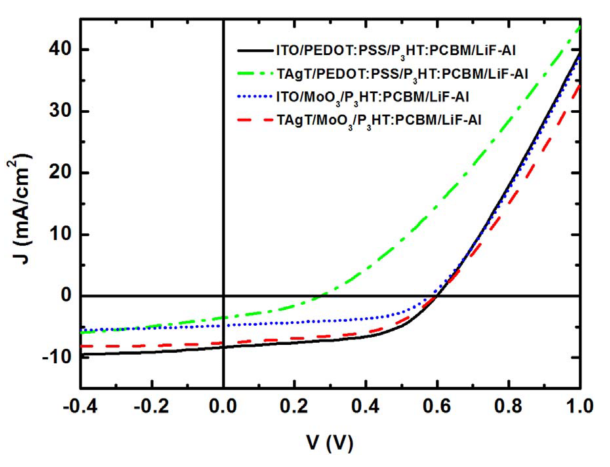 40
30
20
10
0
-10
J (mA/cm²)
ITO/PEDOT:PSS/P₃HT:PCBM/LiF-Al
TAgT/PEDOT:PSS/P₃HT:PCBM/LiF-Al
ITO/MoO₃/P₃HT:PCBM/LiF-Al
TAgT/MoO₃/P₃HT:PCBM/LiF-Al
-0.4 -0.2 0.0 0.2 0.4 0.6 0.8 1.0
V (V)